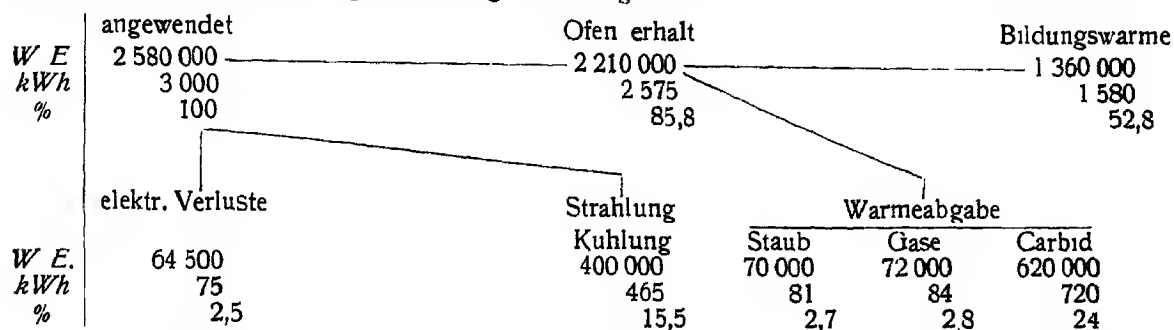 angewendet Ofen erhalt Bildungswarme
W E 2 580 000 2 210 000 1 360 000
kWh 3 000 2 575 1 580
% 100 85,8 52,8
elektr. Verluste Strahlung Warmeabgabe
Kuhlung Staub Gase Carbid
W E. 64 500 400 000 70 000 72 000 620 000
kWh 75 465 81 84 720
% 2,5 15,5 2,7 2,8 24